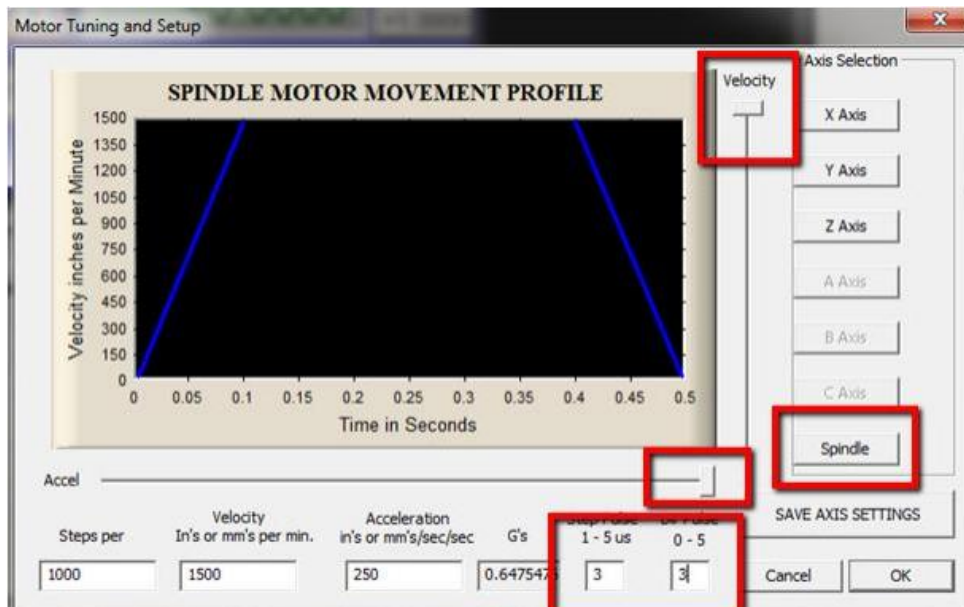 Motor Tuning and Setup
SPINDLE MOTOR MOVEMENT PROFILE
Velocity inches per Minute
1500
1350
1200
1050
900
750
600
450
300
150
0
0 0.05 0.1 0.15 0.2 0.25 0.3 0.35 0.4 0.45 0.5
Time in Seconds
Velocity
Axis Selection
X Axis
Y Axis
Z Axis
A Axis
B Axis
C Axis
Spindle
Accel
Steps per
1000
Velocity
In's or mm's per min.
1500
Acceleration
in's or mm's/sec/sec
250
G's
0.647547
Step Pulse
1 - 5 us
3
Pulse
0 - 5
3
SAVE AXIS SETTINGS
Cancel
OK